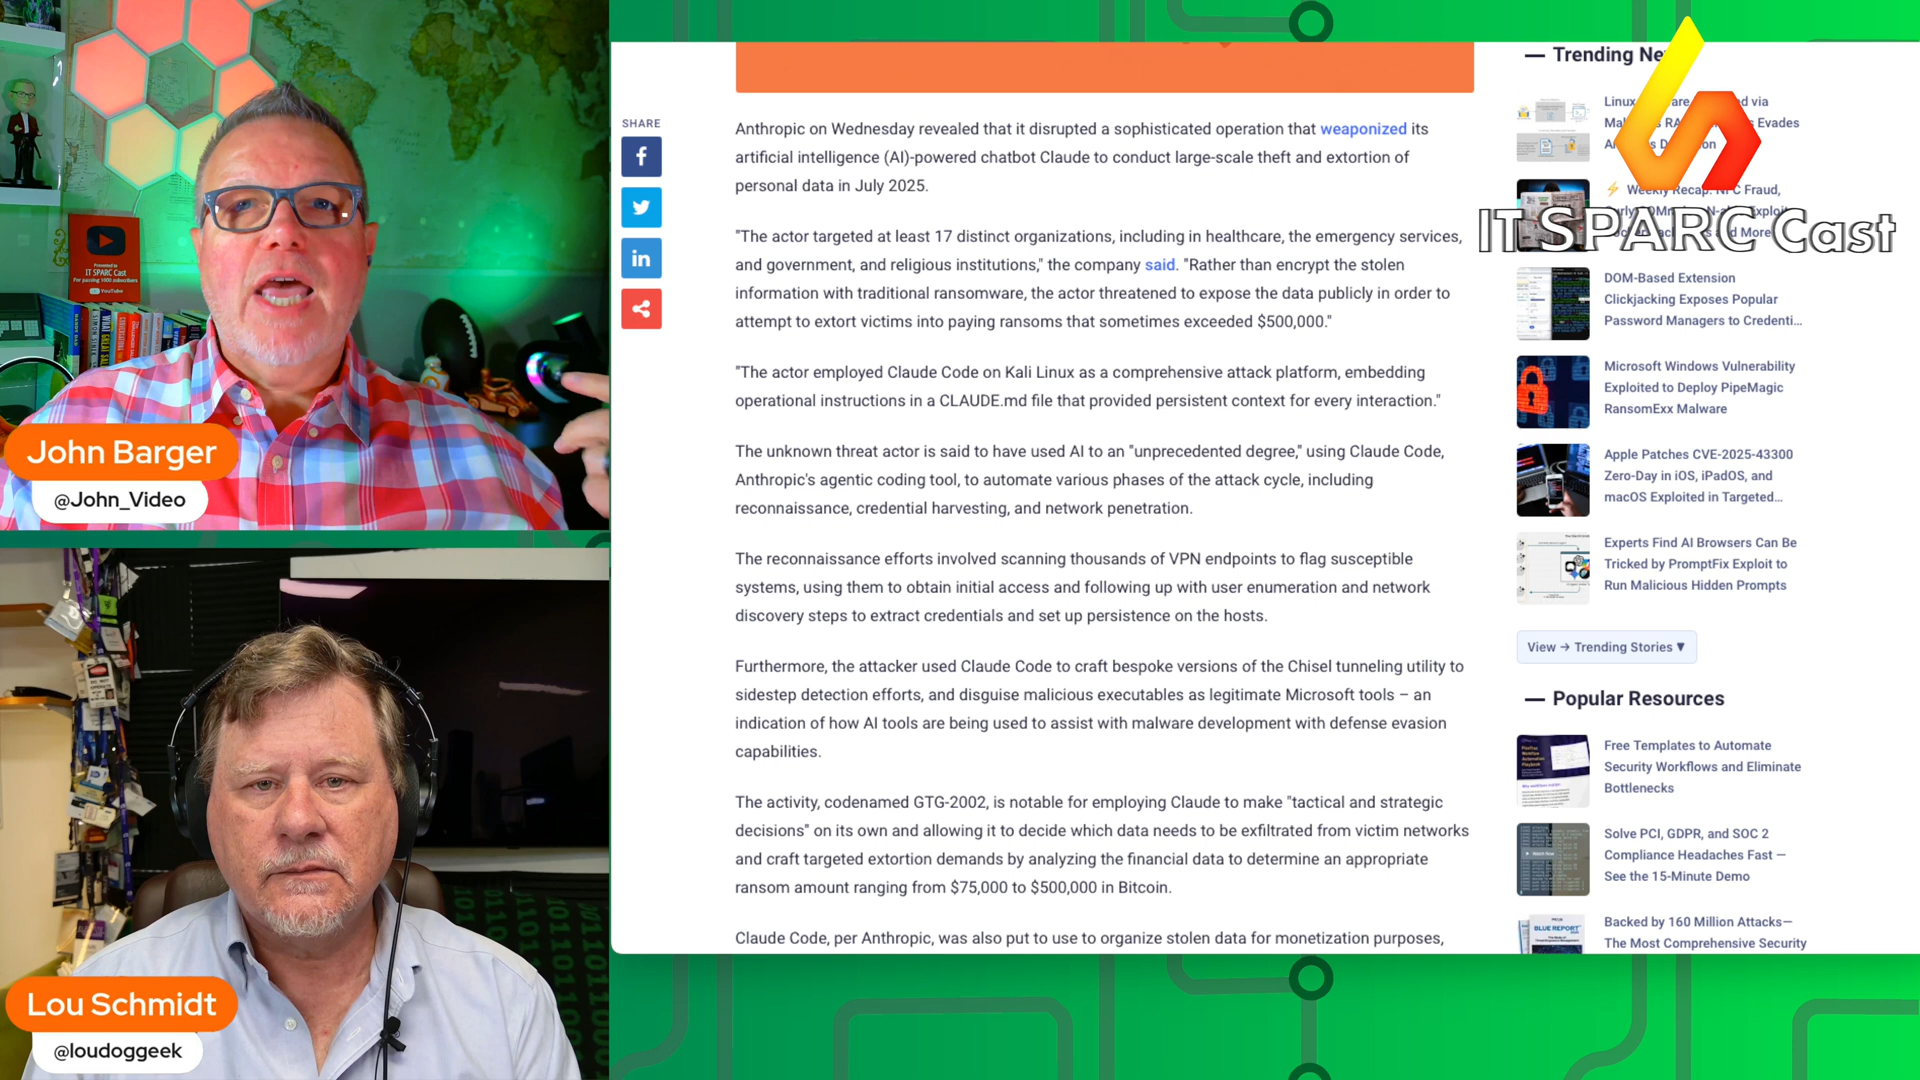 John Barger
@John_Video
Presented to
IT SPARC Cast
For passing 1000 subscribers
YouTube
Lou Schmidt
@loudoggeek
SHARE
Anthropic on Wednesday revealed that it disrupted a sophisticated operation that weaponized its
artificial intelligence (AI)-powered chatbot Claude to conduct large-scale theft and extortion of
personal data in July 2025.
"The actor targeted at least 17 distinct organizations, including in healthcare, the emergency services,
and government, and religious institutions," the company said. "Rather than encrypt the stolen
information with traditional ransomware, the actor threatened to expose the data publicly in order to
attempt to extort victims into paying ransoms that sometimes exceeded $500,000."
"The actor employed Claude Code on Kali Linux as a comprehensive attack platform, embedding
operational instructions in a CLAUDE.md file that provided persistent context for every interaction."
The unknown threat actor is said to have used AI to an "unprecedented degree," using Claude Code,
Anthropic's agentic coding tool, to automate various phases of the attack cycle, including
reconnaissance, credential harvesting, and network penetration.
The reconnaissance efforts involved scanning thousands of VPN endpoints to flag susceptible
systems, using them to obtain initial access and following up with user enumeration and network
discovery steps to extract credentials and set up persistence on the hosts.
Furthermore, the attacker used Claude Code to craft bespoke versions of the Chisel tunneling utility to
sidestep detection efforts, and disguise malicious executables as legitimate Microsoft tools – an
indication of how AI tools are being used to assist with malware development with defense evasion
capabilities.
The activity, codenamed GTG-2002, is notable for employing Claude to make "tactical and strategic
decisions" on its own and allowing it to decide which data needs to be exfiltrated from victim networks
and craft targeted extortion demands by analyzing the financial data to determine an appropriate
ransom amount ranging from $75,000 to $500,000 in Bitcoin.
Claude Code, per Anthropic, was also put to use to organize stolen data for monetization purposes,
IT SPARC Cast
Trending
Linux via
Evades
Weekly Recap: NFC Fraud,
and More
DOM-Based Extension
Clickjacking Exposes Popular
Password Managers to Credenti...
Microsoft Windows Vulnerability
Exploited to Deploy PipeMagic
RansomExx Malware
Apple Patches CVE-2025-43300
Zero-Day in iOS, iPadOS, and
macOS Exploited in Targeted...
Experts Find AI Browsers Can Be
Tricked by PromptFix Exploit to
Run Malicious Hidden Prompts
View → Trending Stories ▼
Popular Resources
Free Templates to Automate
Security Workflows and Eliminate
Bottlenecks
Solve PCI, GDPR, and SOC 2
Compliance Headaches Fast —
See the 15-Minute Demo
BLUE REPORT
Backed by 160 Million Attacks—
The Most Comprehensive Security